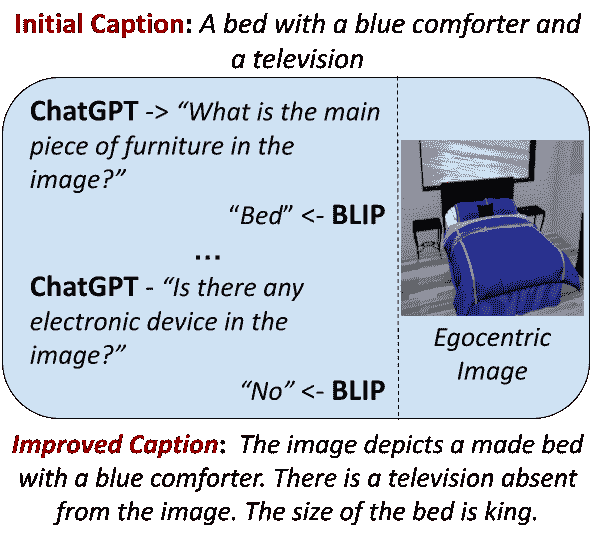 Initial Caption: A bed with a blue comforter and
a television
ChatGPT -> “What is the main
piece of furniture in the
image?”
“Bed” <- BLIP
...
ChatGPT - “Is there any
electronic device in the
image?”
“No” <- BLIP
Egocentric
Image
Improved Caption: The image depicts a made bed
with a blue comforter. There is a television absent
from the image. The size of the bed is king.